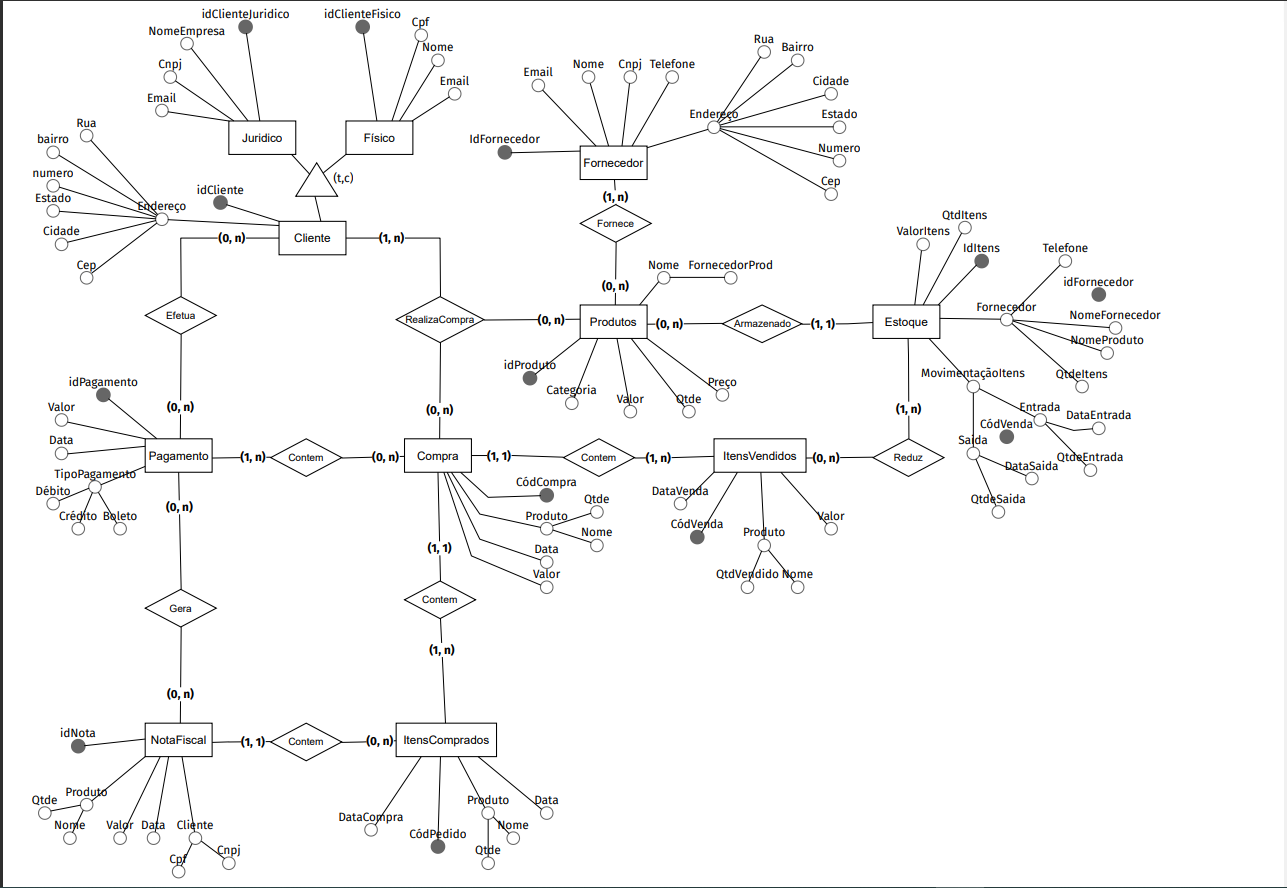 idClienteJuridico
idClienteFisico
NomeEmpresa
Cpf
Nome
Cnpj
Email
Email
Juridico
Físico
(t,c)
Rua
bairro
numero
Estado
Cidade
Cep
Endereço
idCliente
Cliente
(0, n)
(1, n)
Rua
Bairro
Nome
Cnpj
Telefone
Email
Cidade
Endereço
Estado
IdFornecedor
Numero
Fornecedor
Cep
(1, n)
Fornece
(0, n)
Nome
FornecedorProd
QtdItens
ValorItens
IdItens
Telefone
idFornecedor
Fornecedor
NomeFornecedor
NomeProduto
QtdeItens
Efetua
RealizaCompra
(0, n)
Produtos
(0, n)
Armazenado
(1, 1)
Estoque
idProduto
Categoria
Valor
Qtde
Preço
MovimentaçãoItens
Entrada
DataEntrada
CódVenda
Saida
QtdeEntrada
DataSaida
QtdeSaida
(0, n)
(0, n)
(1, n)
idPagamento
Valor
Data
TipoPagamento
Débito
Crédito
Boleto
Pagamento
(1, n)
Contem
(0, n)
Compra
(1, 1)
Contem
(1, n)
ItensVendidos
(0, n)
Reduz
(0, n)
CódCompra
Qtde
Produto
Nome
Data
Valor
DataVenda
CódVenda
Produto
Valor
QtdVendido
Nome
(1, 1)
Gera
Contem
(1, n)
(0, n)
idNota
NotaFiscal
(1, 1)
Contem
(0, n)
ItensComprados
Produto
Qtde
Nome
Valor
Data
Cliente
Cpf
Cnpj
DataCompra
CódPedido
Produto
Data
Nome
Qtde